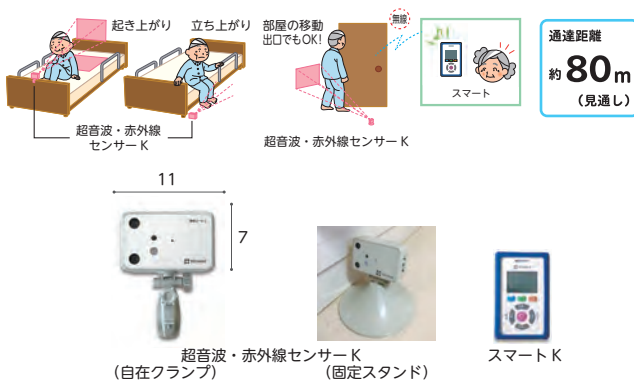 起き上がり
立ち上がり
部屋の移動
出口でもOK!
無線
スマート
通達距離
約80m
(見通し)
超音波・赤外線
センサーK
超音波・赤外線センサーK
11
7
超音波・赤外線センサーK
(自在クランプ)
(固定スタンド)
スマートK